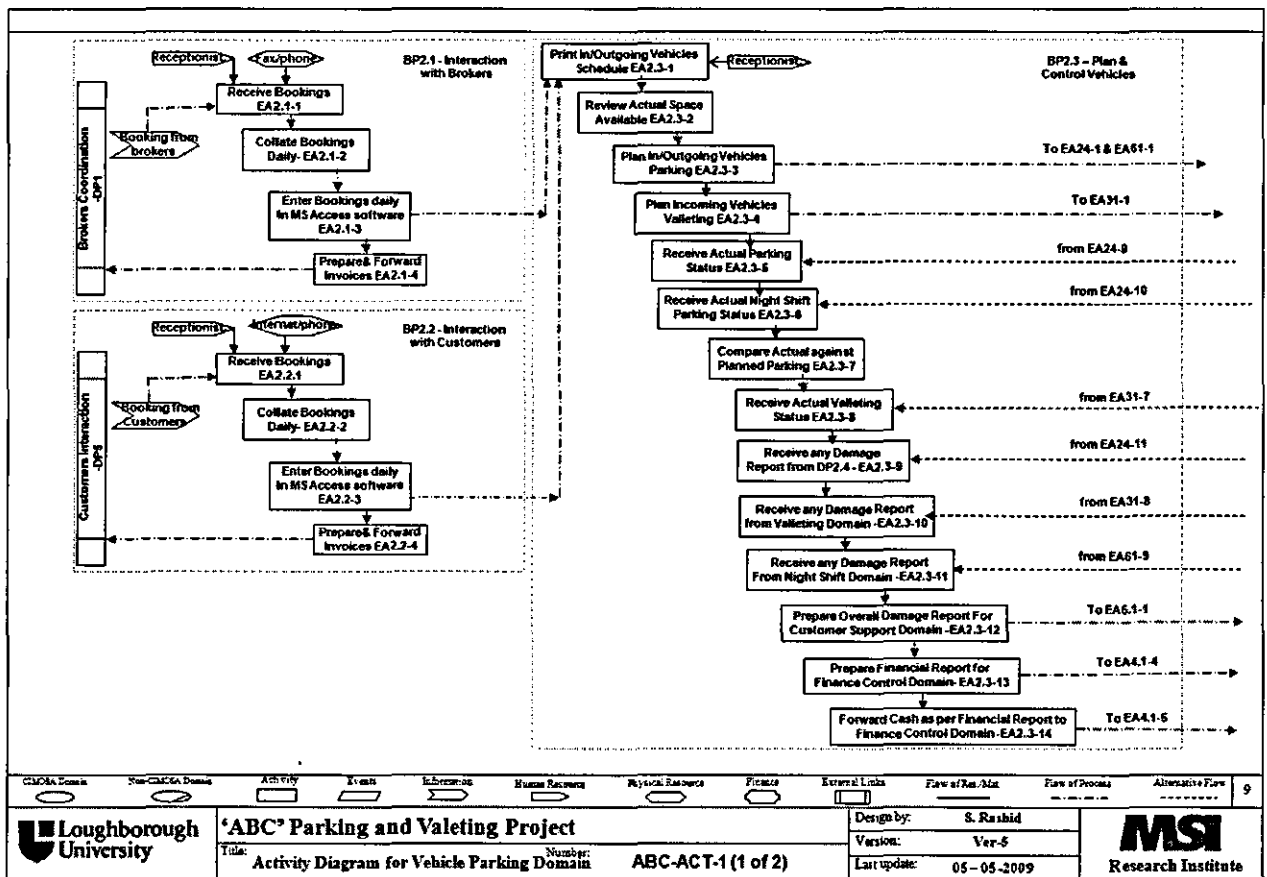 Receptionist
Fax/phone
BP2.1 - Interaction
with Brokers
Receive Bookings
EA2.1-1
Booking from
brokers
Collate Bookings
Daily- EA2.1-2
Enter Bookings daily
In MS Access software
EA2.1-3
Prepare& Forward
Invoices EA2.1-4
Brokers Coordination
-DP1
Receptionist
Internet/phone
BP2.2 - Interaction
with Customers
Receive Bookings
EA2.2.1
Booking from
Customers
Collate Bookings
Daily- EA2.2-2
Enter Bookings daily
In MS Access software
EA2.2-3
Prepare& Forward
Invoices EA2.2-4
Customers Interaction
-DP5
Print In/Outgoing Vehicles
Schedule EA2.3-1
Receptionist
BP2.3 – Plan &
Control Vehicles
Review Actual Space
Available EA2.3-2
Plan In/Outgoing Vehicles
Parking EA2.3-3
To EA24-1 & EA61-1
Plan Incoming Vehicles
Valleting EA2.3-4
To EA31-1
Receive Actual Parking
Status EA2.3-5
from EA24-9
Receive Actual Night Shift
Parking Status EA2.3-6
from EA24-10
Compare Actual against
Planned Parking EA2.3-7
Receive Actual Valleting
Status EA2.3-8
from EA31-7
Receive any Damage
Report from DP2.4 - EA2.3-9
from EA24-11
Receive any Damage Report
from Valleting Domain -EA2.3-10
from EA31-8
Receive any Damage Report
From Night Shift Domain -EA2.3-11
from EA61-9
Prepare Overall Damage Report For
Customer Support Domain -EA2.3-12
To EA5.1-1
Prepare Financial Report for
Finance Control Domain- EA2.3-13
To EA4.1-4
Forward Cash as per Financial Report to
Finance Control Domain -EA2.3-14
To EA4.1-5
CIMOSA Domain
Non-CIMOSA Domain
Activity
Events
Information
Human Resource
Physical Resource
Finance
External Links
Flow of Res/Mat
Flow of Process
Alternative Flow
9
Loughborough
University
'ABC' Parking and Valeting Project
Title:
Activity Diagram for Vehicle Parking Domain
Number:
ABC-ACT-1 (1 of 2)
Design by:
S. Rashid
Version:
Ver-5
Last update:
05-05-2009
MSI
Research Institute